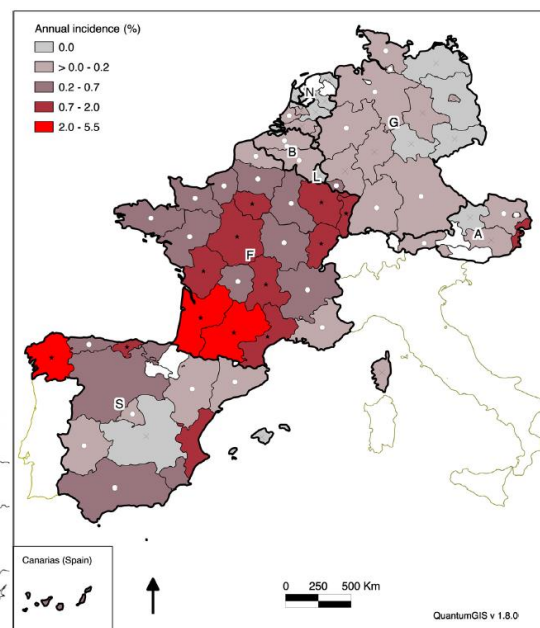 Annual incidence (%)
0.0
> 0.0 - 0.2
0.2 - 0.7
0.7 - 2.0
2.0 - 5.5
N
G
B
L
A
F
S
Canarias (Spain)
0 250 500 Km
QuantumGIS v 1.8.0